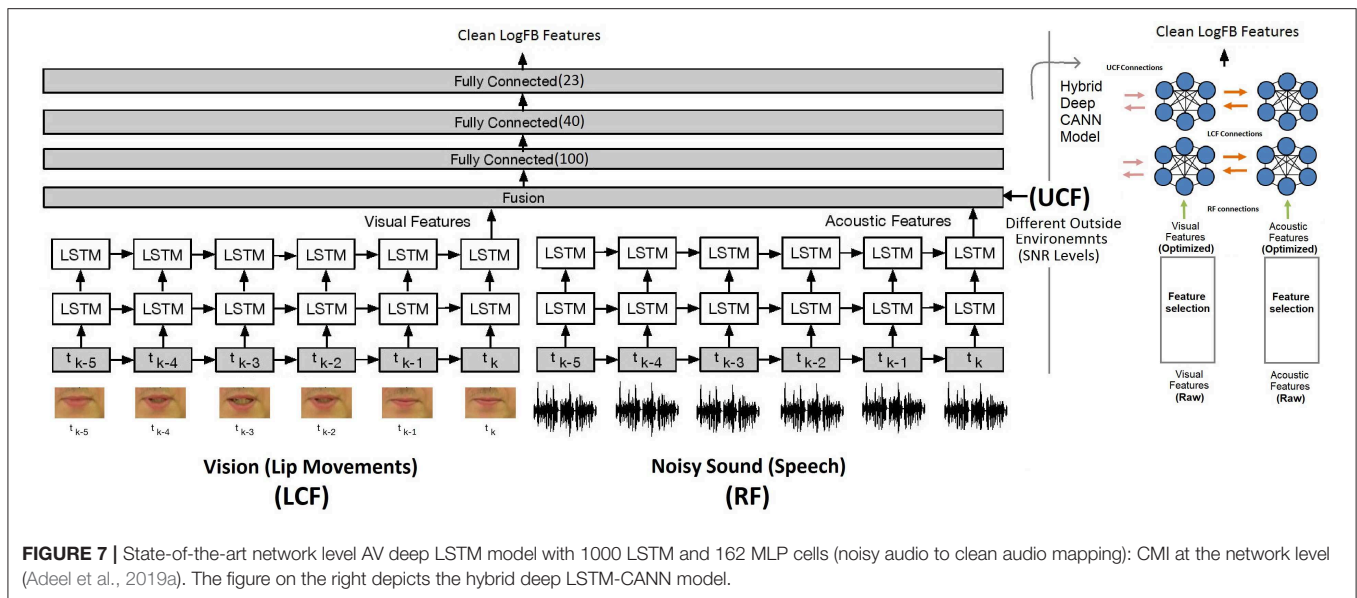 Clean LogFB Features
Fully Connected(23)
Fully Connected(40)
Fully Connected(100)
Fusion
Visual Features
Acoustic Features
LSTM LSTM LSTM LSTM LSTM LSTM
LSTM LSTM LSTM LSTM LSTM LSTM
t k-5 t k-4 t k-3 t k-2 t k-1 t k
t k-5 t k-4 t k-3 t k-2 t k-1 t k
Vision (Lip Movements)
(LCF)
LSTM LSTM LSTM LSTM LSTM LSTM
LSTM LSTM LSTM LSTM LSTM LSTM
t k-5 t k-4 t k-3 t k-2 t k-1 t k
Noisy Sound (Speech)
(RF)
(UCF)
Different Outside
Environemnts
(SNR Levels)
Hybrid
Deep
CANN
Model
Clean LogFB Features
UCF Connections
LCF Connections
RF connections
Visual
Features
(Optimized)
Feature
selection
Visual
Features
(Raw)
Acoustic
Features
(Optimized)
Feature
selection
Acoustic
Features
(Raw)
FIGURE 7 | State-of-the-art network level AV deep LSTM model with 1000 LSTM and 162 MLP cells (noisy audio to clean audio mapping): CMI at the network level
(Adeel et al., 2019a). The figure on the right depicts the hybrid deep LSTM-CANN model.